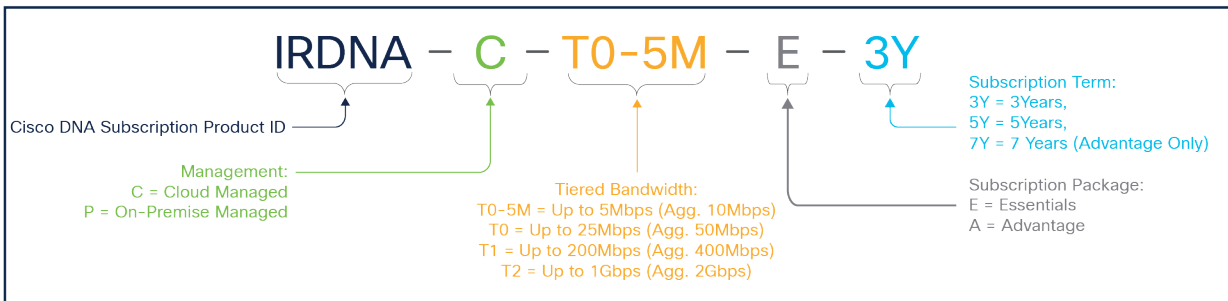 IRDNA - C - T0-5M - E - 3Y
Cisco DNA Subscription Product ID
Management:
C = Cloud Managed
P = On-Premise Managed
Tiered Bandwidth:
T0-5M = Up to 5Mbps (Agg. 10Mbps)
T0 = Up to 25Mbps (Agg. 50Mbps)
T1 = Up to 200Mbps (Agg. 400Mbps)
T2 = Up to 1Gbps (Agg. 2Gbps)
Subscription Term:
3Y = 3Years,
5Y = 5Years,
7Y = 7 Years (Advantage Only)
Subscription Package:
E = Essentials
A = Advantage